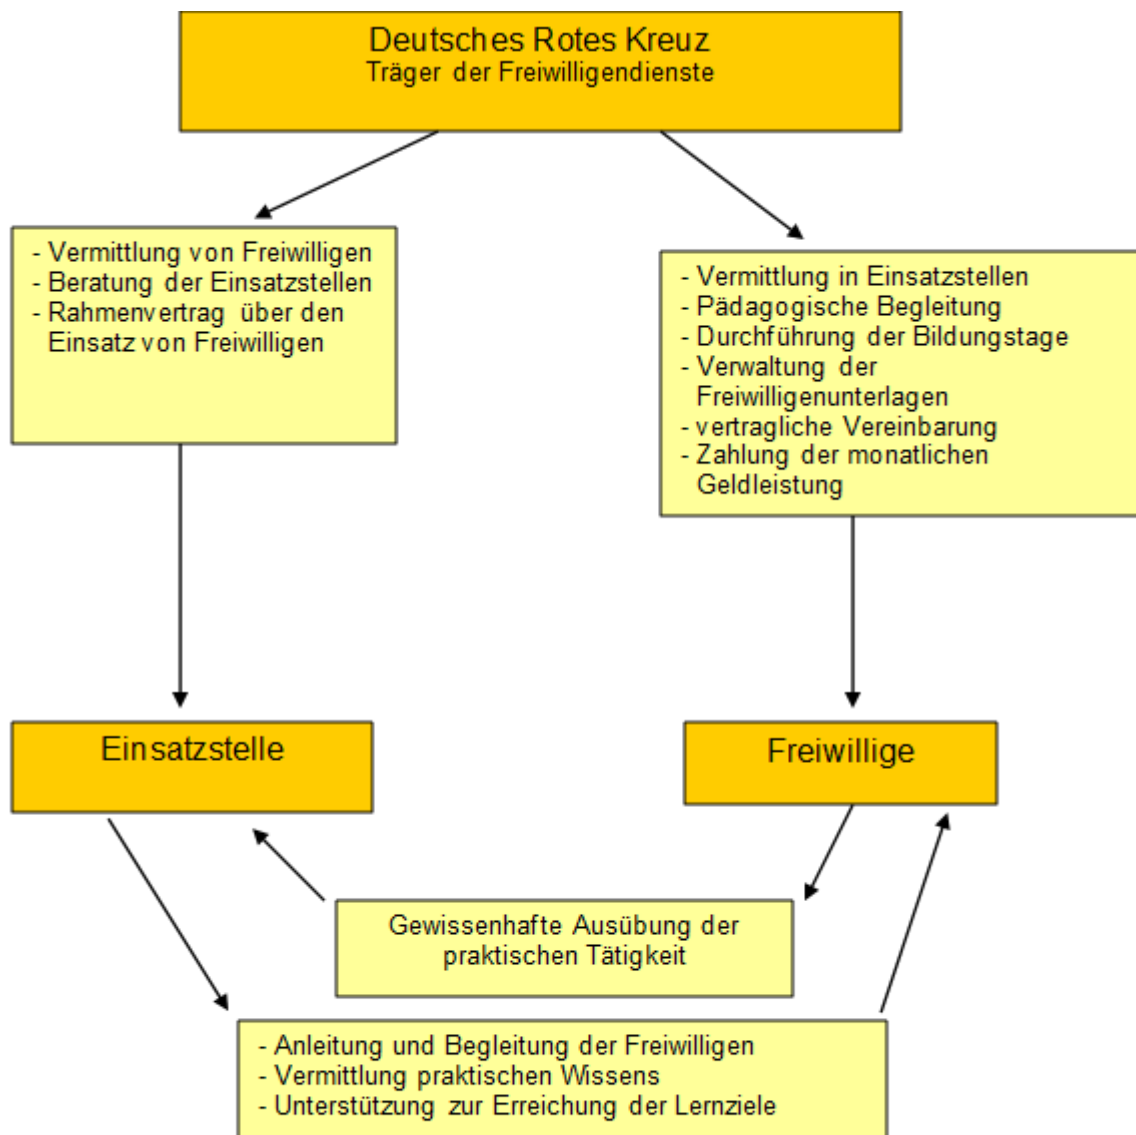 Deutsches Rotes Kreuz
Träger der Freiwilligendienste
- Vermittlung von Freiwilligen
- Beratung der Einsatzstellen
- Rahmenvertrag über den
Einsatz von Freiwilligen
- Vermittlung in Einsatzstellen
- Pädagogische Begleitung
- Durchführung der Bildungstage
- Verwaltung der
Freiwilligenunterlagen
- vertragliche Vereinbarung
- Zahlung der monatlichen
Geldleistung
Einsatzstelle
Freiwillige
Gewissenhafte Ausübung der
praktischen Tätigkeit
- Anleitung und Begleitung der Freiwilligen
- Vermittlung praktischen Wissens
- Unterstützung zur Erreichung der Lernziele